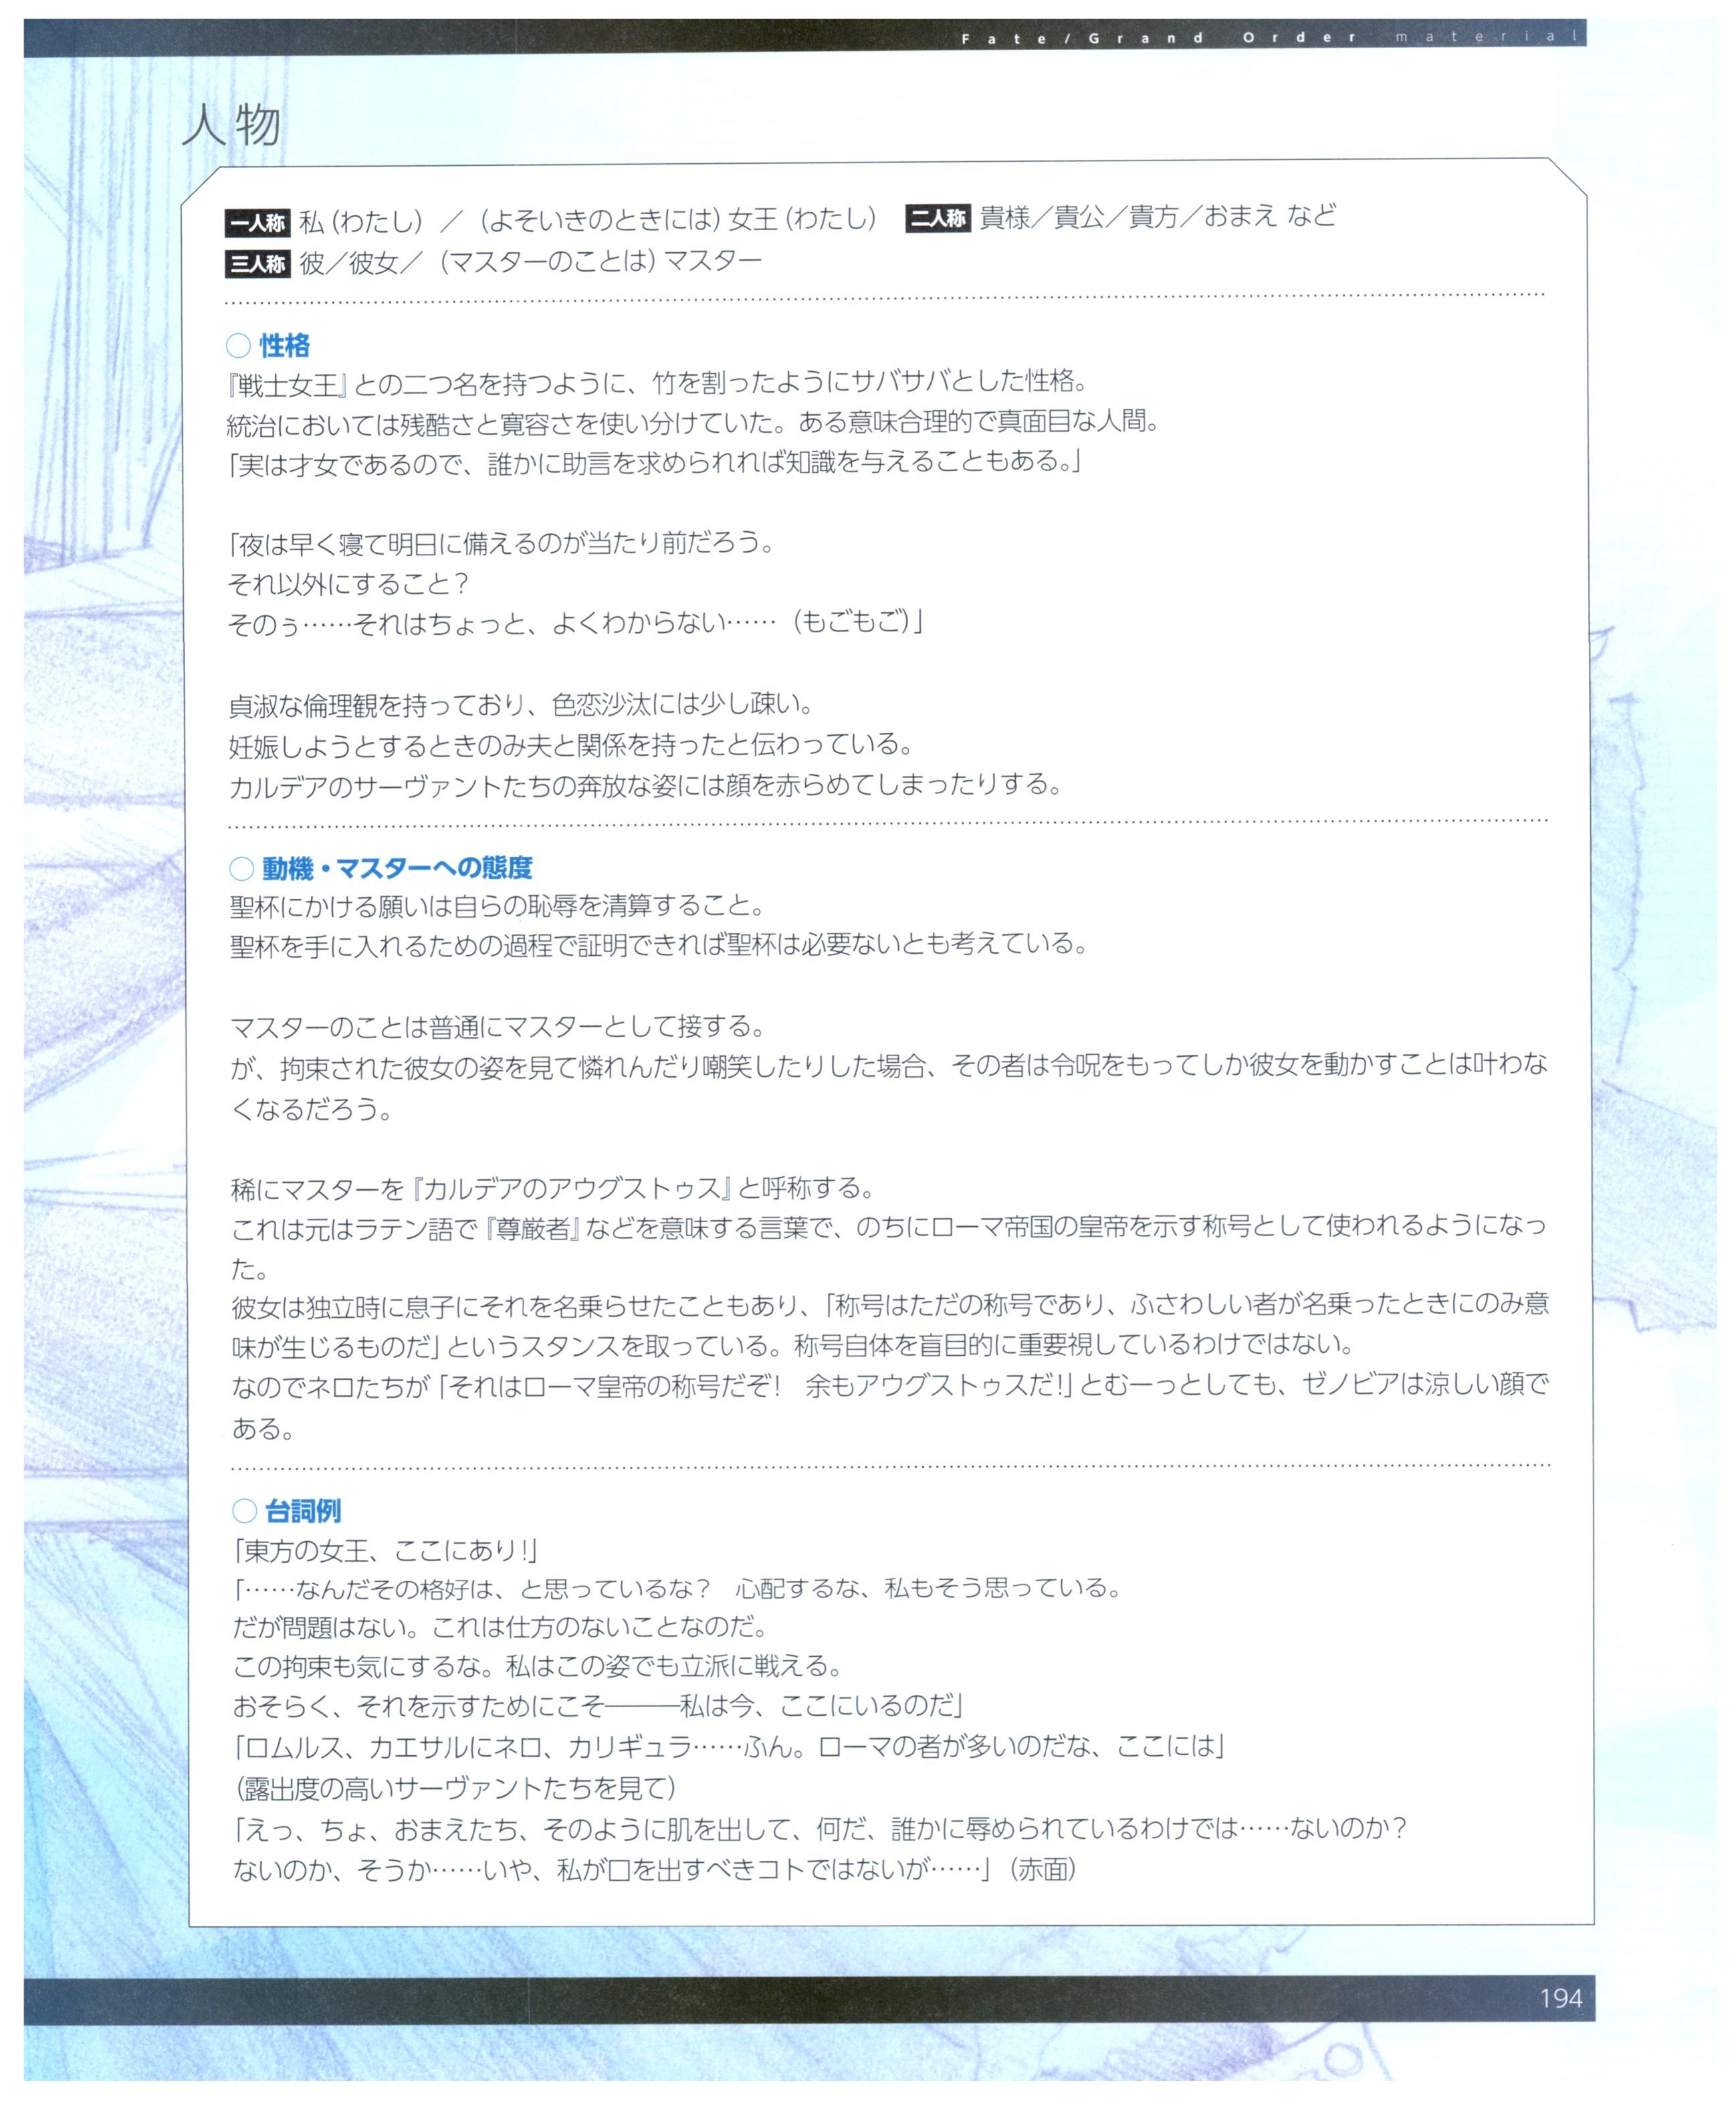 Fate/Grand Order material
人物
一人称 私（わたし）／（よそいきのときには）女王（わたし） 二人称 貴様／貴公／貴方／おまえ など
三人称 彼／彼女／（マスターのことは）マスター
○ 性格
『戦士女王』との二つ名を持つように、竹を割ったようにサバサバとした性格。
統治においては残酷さと寛容さを使い分けていた。ある意味合理的で真面目な人間。
「実は才女であるので、誰かに助言を求められれば知識を与えることもある。」
「夜は早く寝て明日に備えるのが当たり前だろう。
それ以外にすること？
そのぅ……それはちょっと、よくわからない……（もごもご）」
貞淑な倫理観を持っており、色恋沙汰には少し疎い。
妊娠しようとするときのみ夫と関係を持ったと伝わっている。
カルデアのサーヴァントたちの奔放な姿には顔を赤らめてしまったりする。
○ 動機・マスターへの態度
聖杯にかける願いは自らの恥辱を清算すること。
聖杯を手に入れるための過程で証明できれば聖杯は必要ないとも考えている。
マスターのことは普通にマスターとして接する。
が、拘束された彼女の姿を見て憐れんだり嘲笑したりした場合、その者は令呪をもってしか彼女を動かすことは叶わな
くなるだろう。
稀にマスターを『カルデアのアウグストゥス』と呼称する。
これは元はラテン語で『尊厳者』などを意味する言葉で、のちにローマ帝国の皇帝を示す称号として使われるようになっ
た。
彼女は独立時に息子にそれを名乗らせたこともあり、「称号はただの称号であり、ふさわしい者が名乗ったときにのみ意
味が生じるものだ」というスタンスを取っている。称号自体を盲目的に重要視しているわけではない。
なのでネロたちが「それはローマ皇帝の称号だぞ！　余もアウグストゥスだ！」とむーっとしても、ゼノビアは涼しい顔で
ある。
○ 台詞例
「東方の女王、ここにあり！」
「……なんだその格好は、と思っているな？　心配するな、私もそう思っている。
だが問題はない。これは仕方のないことなのだ。
この拘束も気にするな。私はこの姿でも立派に戦える。
おそらく、それを示すためにこそ―――私は今、ここにいるのだ」
「ロムルス、カエサルにネロ、カリギュラ……ふん。ローマの者が多いのだな、ここには」
（露出度の高いサーヴァントたちを見て）
「えっ、ちょ、おまえたち、そのように肌を出して、何だ、誰かに辱められているわけでは……ないのか？
ないのか、そうか……いや、私が口を出すべきコトではないが……」（赤面）
194